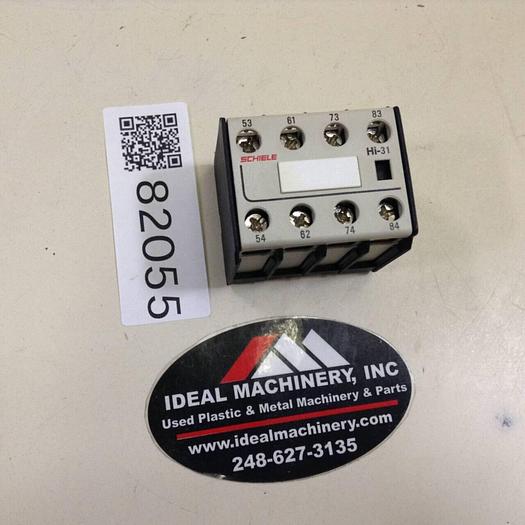 53 61 73 83
SCHIELE
Hi-31
54 62 74 84
82055
IDEAL MACHINERY, INC
Used Plastic & Metal Machinery & Parts
www.idealmachinery.com
248-627-3135